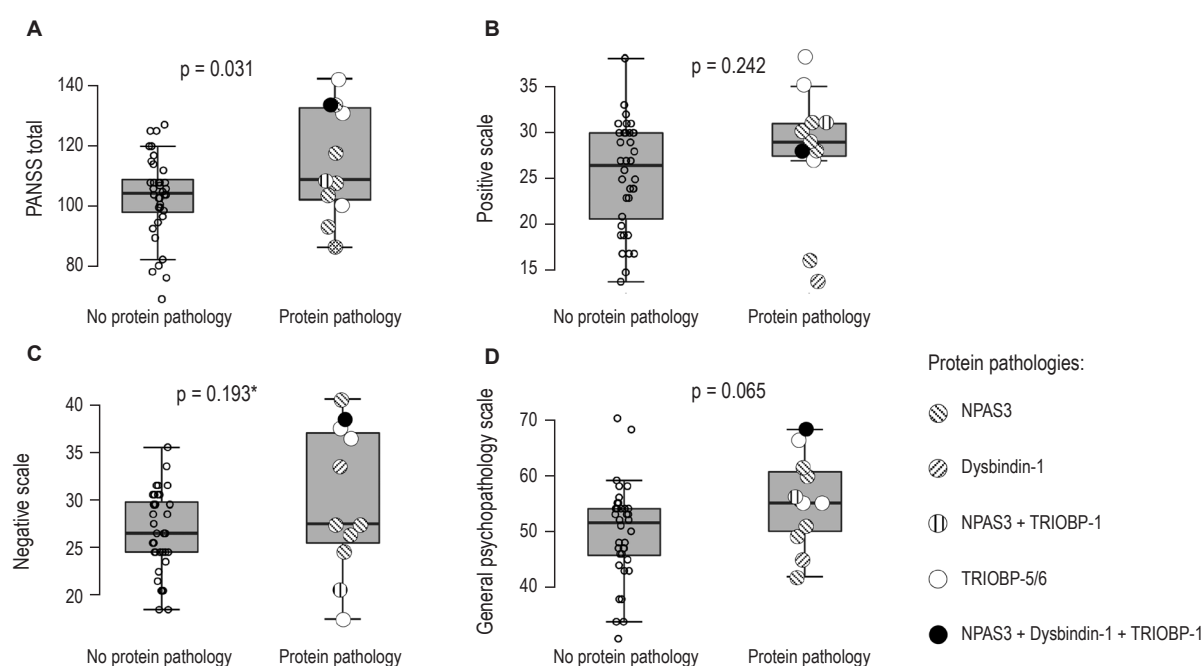 A
p = 0.031
PANSS total
140
120
100
80
No protein pathology
Protein pathology
B
p = 0.242
Positive scale
35
30
25
20
15
No protein pathology
Protein pathology
C
p = 0.193*
Negative scale
40
35
30
25
20
No protein pathology
Protein pathology
D
p = 0.065
General psychopathology scale
70
60
50
40
No protein pathology
Protein pathology
Protein pathologies:
NPAS3
Dysbindin-1
NPAS3 + TRIOBP-1
TRIOBP-5/6
NPAS3 + Dysbindin-1 + TRIOBP-1